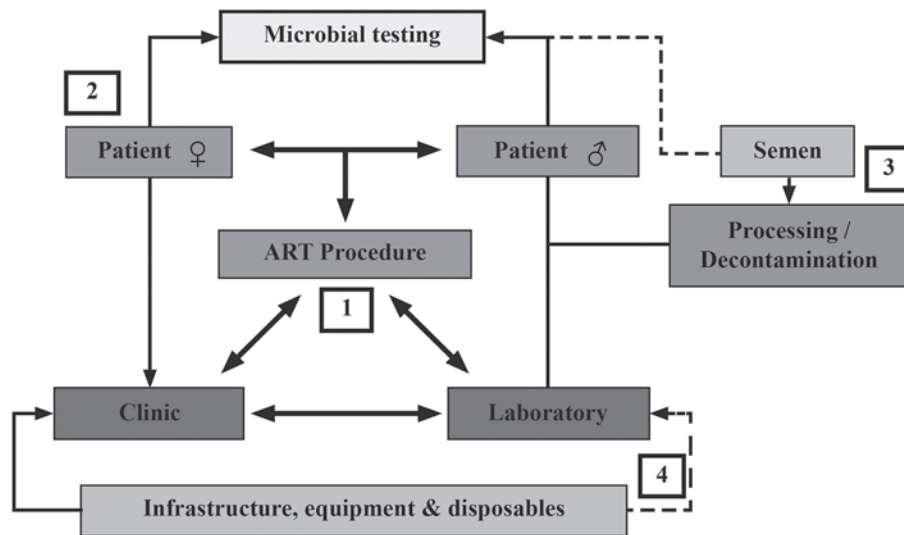 Microbial testing
2
Patient ♀
Patient ♂
Semen
3
Processing /
Decontamination
ART Procedure
1
Clinic
Laboratory
4
Infrastructure, equipment & disposables